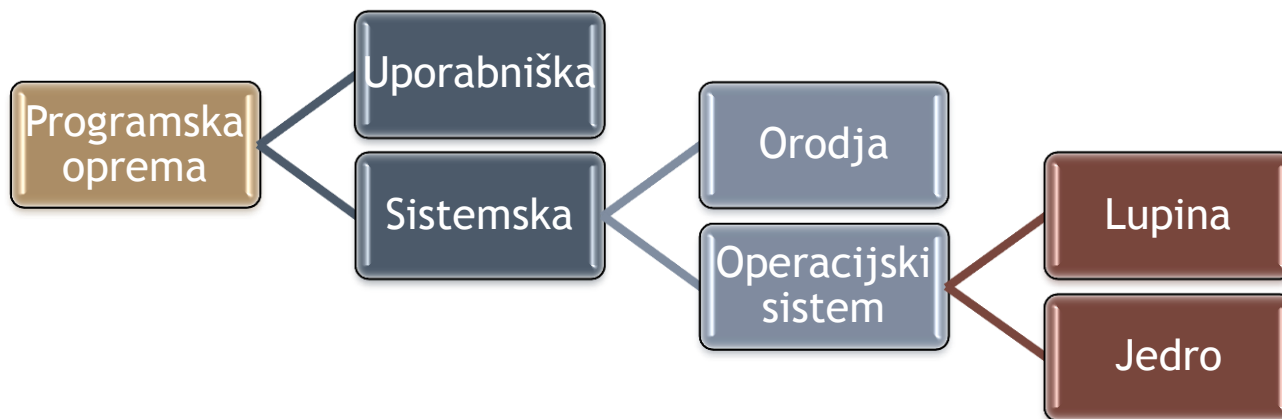 Programska
oprema
Uporabniška
Sistemska
Orodja
Operacijski
sistem
Lupina
Jedro